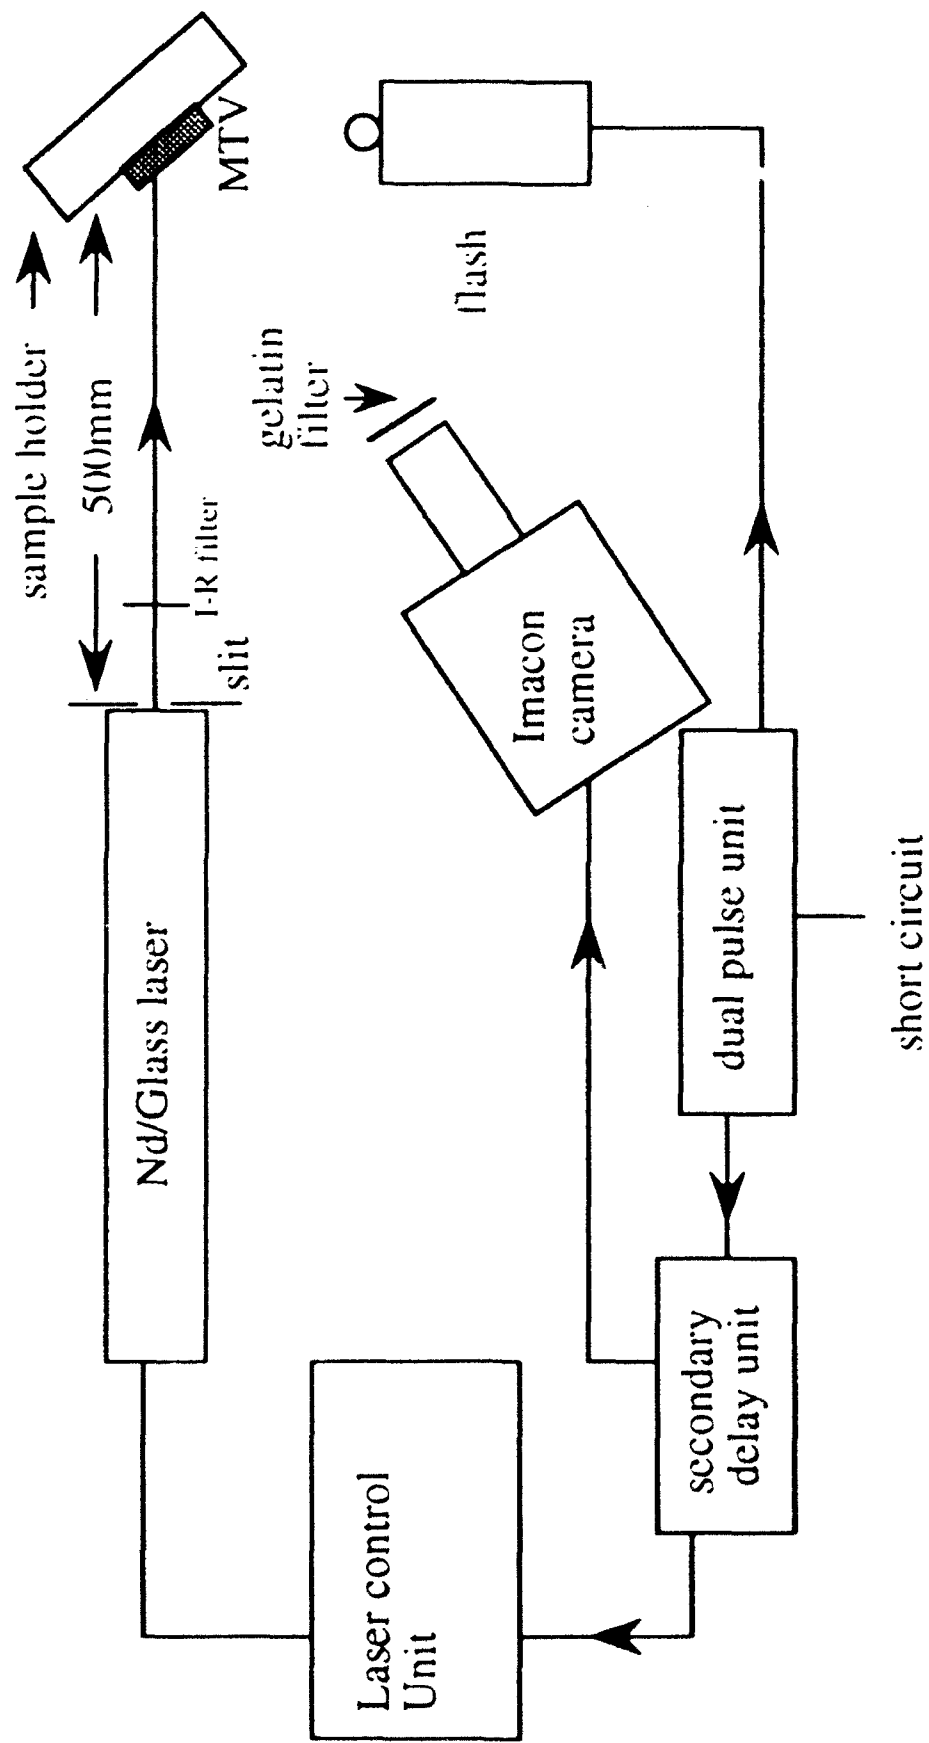 sample holder
500mm
MTV
I-R filter
slit
Nd/Glass laser
gelatin
filter
flash
Imacon
camera
Laser control
Unit
secondary
delay unit
dual pulse unit
short circuit